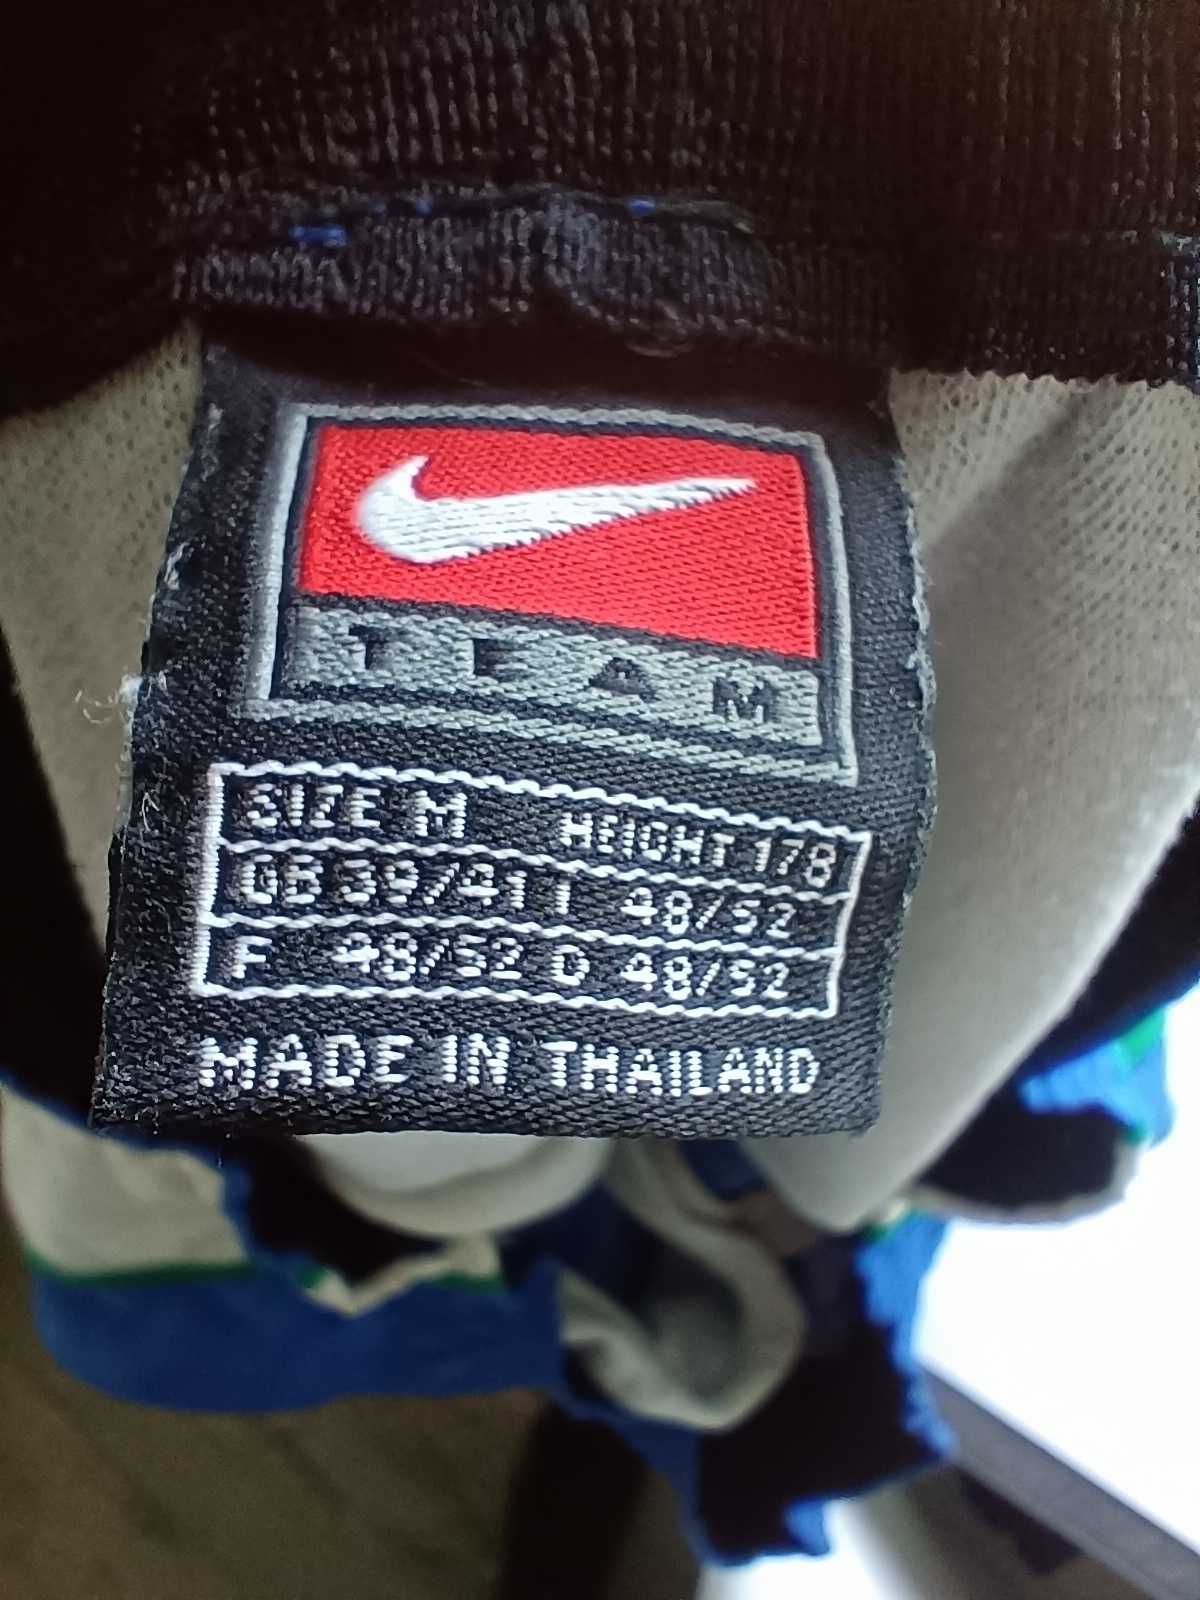 TEAM
SIZE M HEIGHT 178
GB 39/41 I 48/52
F 48/52 D 48/52
MADE IN THAILAND